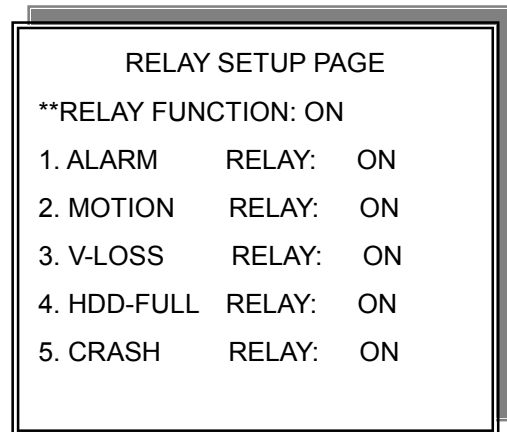 RELAY SETUP PAGE
**RELAY FUNCTION: ON
1. ALARM RELAY: ON
2. MOTION RELAY: ON
3. V-LOSS RELAY: ON
4. HDD-FULL RELAY: ON
5. CRASH RELAY: ON